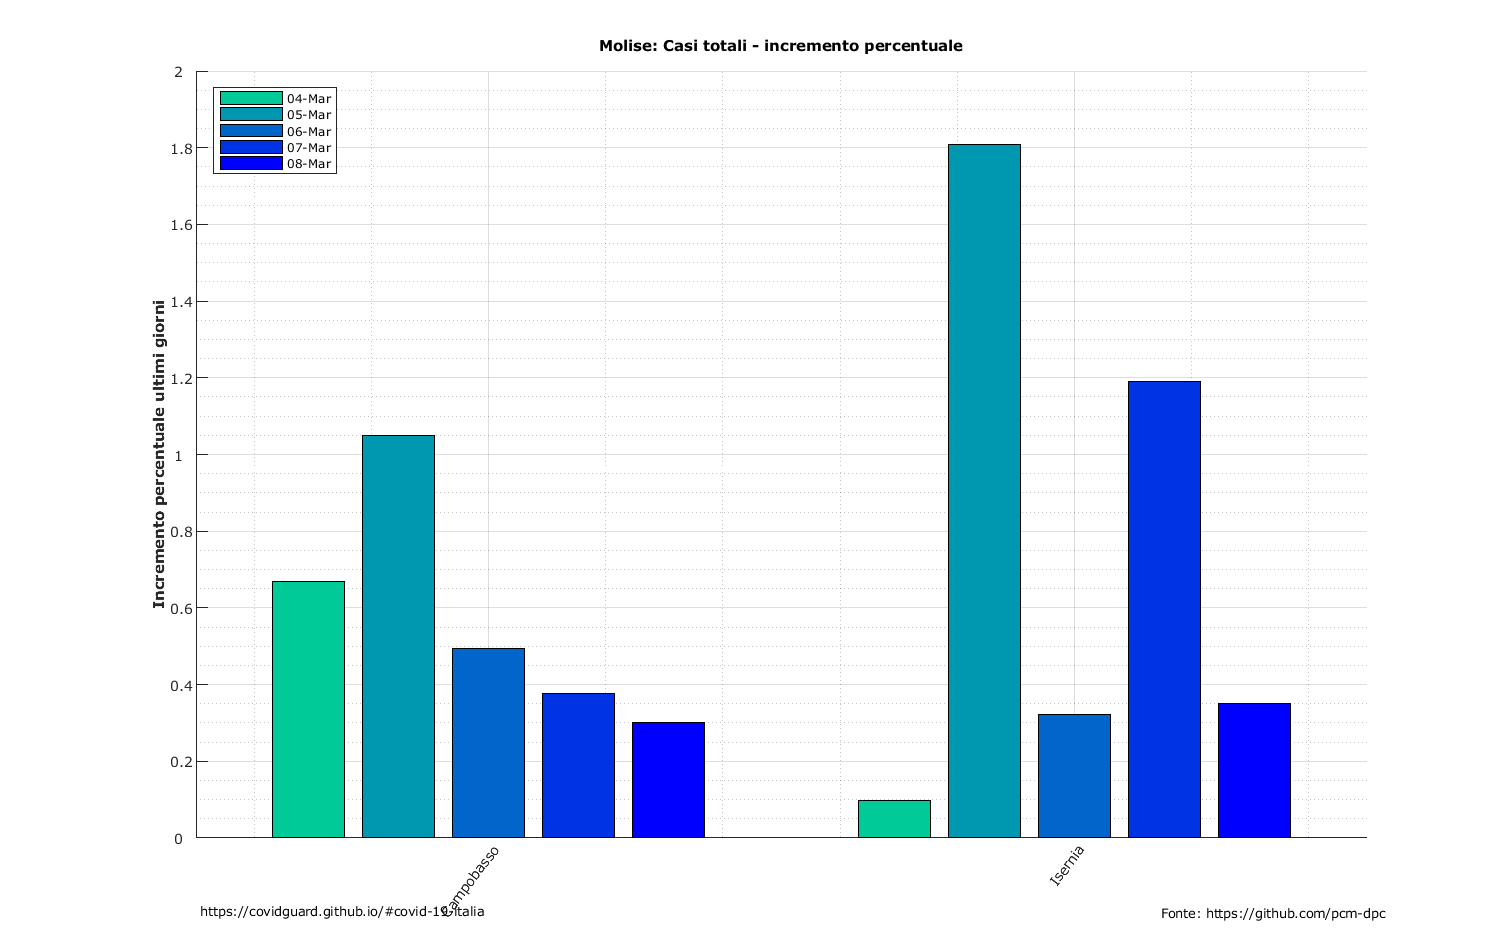 Molise: Casi totali - incremento percentuale
04-Mar
05-Mar
06-Mar
07-Mar
08-Mar
Incremento percentuale ultimi giorni
2
1.8
1.6
1.4
1.2
1
0.8
0.6
0.4
0.2
0
Campobasso
Isernia
https://covidguard.github.io/#covid-19-italia
Fonte: https://github.com/pcm-dpc